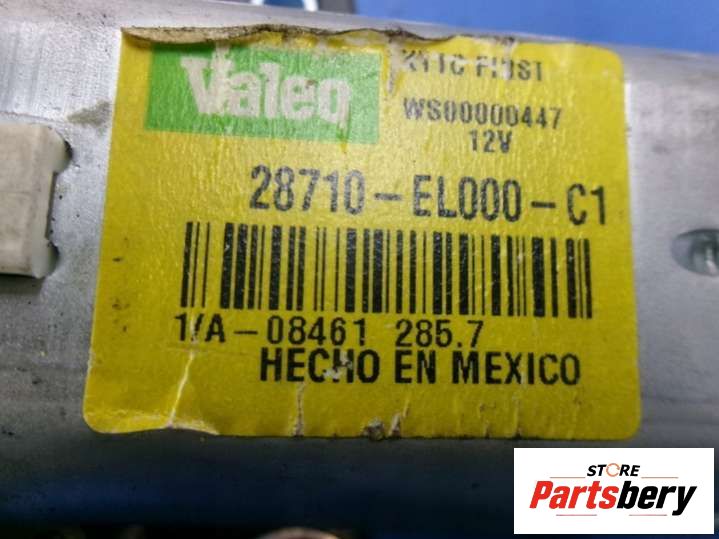 Valeo
WS00000447
12V
28710-EL000-C1
1/A-08461 285.7
HECHO EN MEXICO
STORE
Partsbery